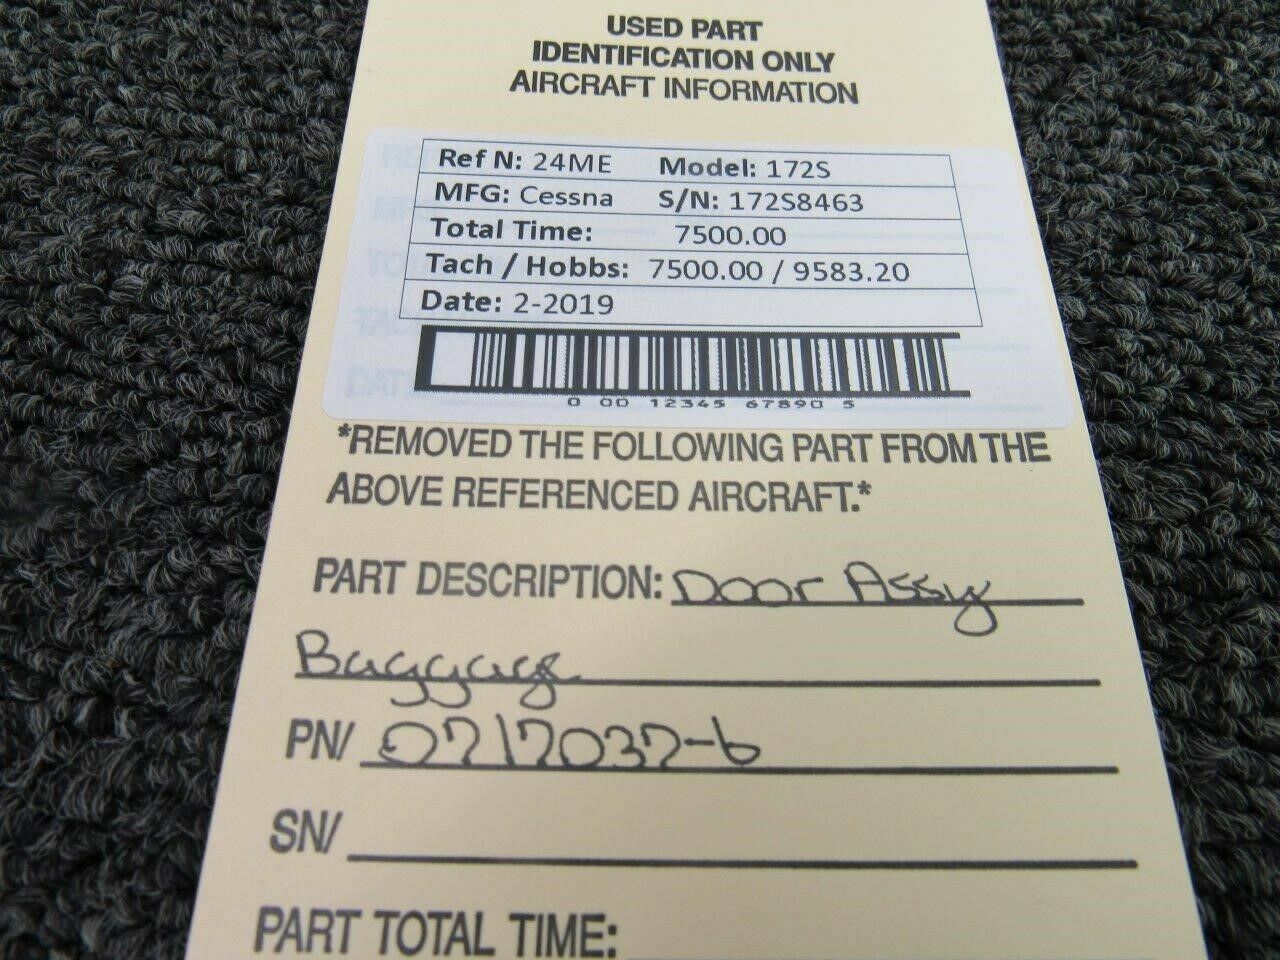 USED PART
IDENTIFICATION ONLY
AIRCRAFT INFORMATION
Ref N: 24ME Model: 172S
MFG: Cessna S/N: 172S8463
Total Time: 7500.00
Tach / Hobbs: 7500.00 / 9583.20
Date: 2-2019
0 00 12345 67890 5
*REMOVED THE FOLLOWING PART FROM THE
ABOVE REFERENCED AIRCRAFT.*
PART DESCRIPTION: Door Assy
Baggage
PN/ 0717037-6
SN/
PART TOTAL TIME: